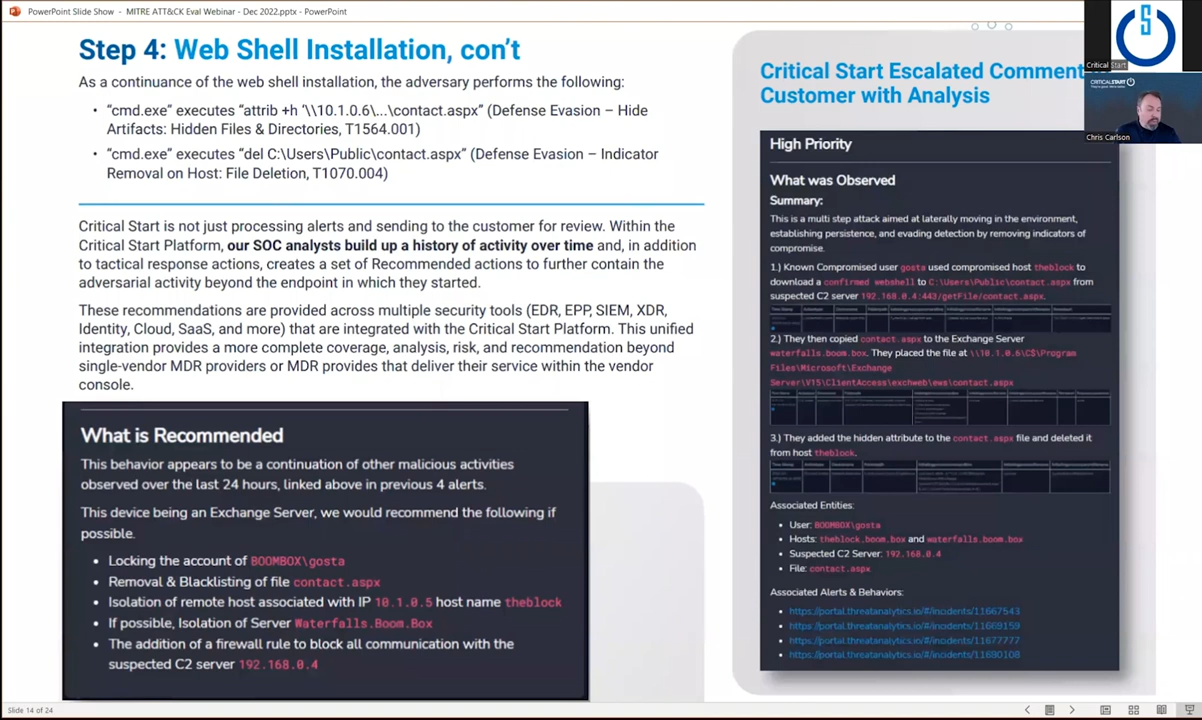 PowerPoint Slide Show - MITRE ATT&CK Eval Webinar - Dec 2022.pptx - PowerPoint
Step 4: Web Shell Installation, con’t
As a continuance of the web shell installation, the adversary performs the following:
• “cmd.exe” executes “attrib +h ‘\\10.1.0.6\...\contact.aspx” (Defense Evasion – Hide
Artifacts: Hidden Files & Directories, T1564.001)
• “cmd.exe” executes “del C:\Users\Public\contact.aspx” (Defense Evasion – Indicator
Removal on Host: File Deletion, T1070.004)
Critical Start is not just processing alerts and sending to the customer for review. Within the
Critical Start Platform, our SOC analysts build up a history of activity over time and, in addition
to tactical response actions, creates a set of Recommended actions to further contain the
adversarial activity beyond the endpoint in which they started.
These recommendations are provided across multiple security tools (EDR, EPP, SIEM, XDR,
Identity, Cloud, SaaS, and more) that are integrated with the Critical Start Platform. This unified
integration provides a more complete coverage, analysis, risk, and recommendation beyond
single-vendor MDR providers or MDR provides that deliver their service within the vendor
console.
What is Recommended
This behavior appears to be a continuation of other malicious activities
observed over the last 24 hours, linked above in previous 4 alerts.
This device being an Exchange Server, we would recommend the following if
possible.
• Locking the account of BOOMBOX\gosta
• Removal & Blacklisting of file contact.aspx
• Isolation of remote host associated with IP 10.1.0.5 host name theblock
• If possible, Isolation of Server Waterfalls.Boom.Box
• The addition of a firewall rule to block all communication with the
suspected C2 server 192.168.0.4
Critical Start Escalated Comment
Customer with Analysis
High Priority
What was Observed
Summary:
This is a multi step attack aimed at laterally moving in the environment,
establishing persistence, and evading detection by removing indicators of
compromise.
1.) Known Compromised user gosta used compromised host theblock to
download a confirmed webshell to C:\Users\Public\contact.aspx from
suspected C2 server 192.168.0.4:443/getFile/contact.aspx.
2.) They then copied contact.aspx to the Exchange Server
waterfalls.boom.box. They placed the file at \\10.1.0.6\C$\Program
Files\Microsoft\Exchange
Server\V15\ClientAccess\exchweb\ews\contact.aspx
3.) They added the hidden attribute to the contact.aspx file and deleted it
from host theblock.
Associated Entities:
• User: BOOMBOX\gosta
• Hosts: theblock.boom.box and waterfalls.boom.box
• Suspected C2 Server: 192.168.0.4
• File: contact.aspx
Associated Alerts & Behaviors:
• https://portal.threatanalytics.io/#/incidents/11667543
• https://portal.threatanalytics.io/#/incidents/11669159
• https://portal.threatanalytics.io/#/incidents/11677777
• https://portal.threatanalytics.io/#/incidents/11680108
Critical Start
CRITICALSTART
Chris Carlson
Slide 14 of 24